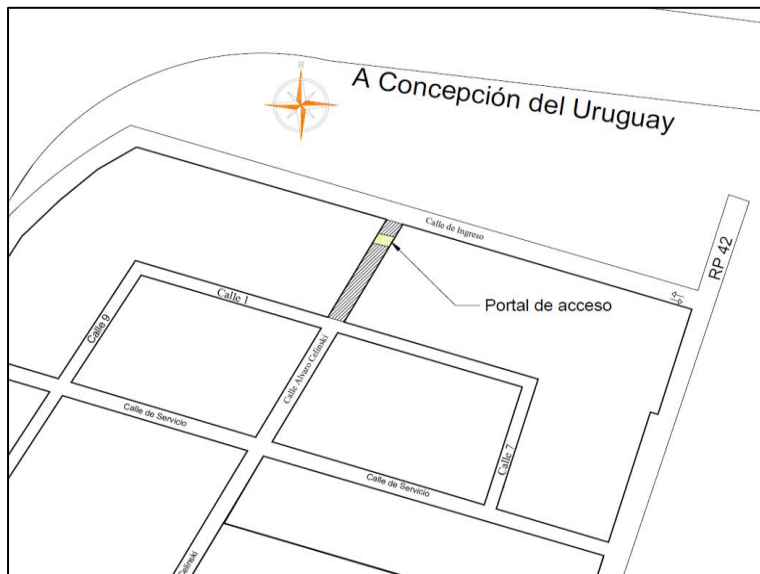 N
A Concepción del Uruguay
Calle de Ingreso
RP 42
Portal de acceso
Calle 1
Calle 9
Calle Alvaro Celinski
Calle de Servicio
Calle 7
Calle de Servicio
Celinski